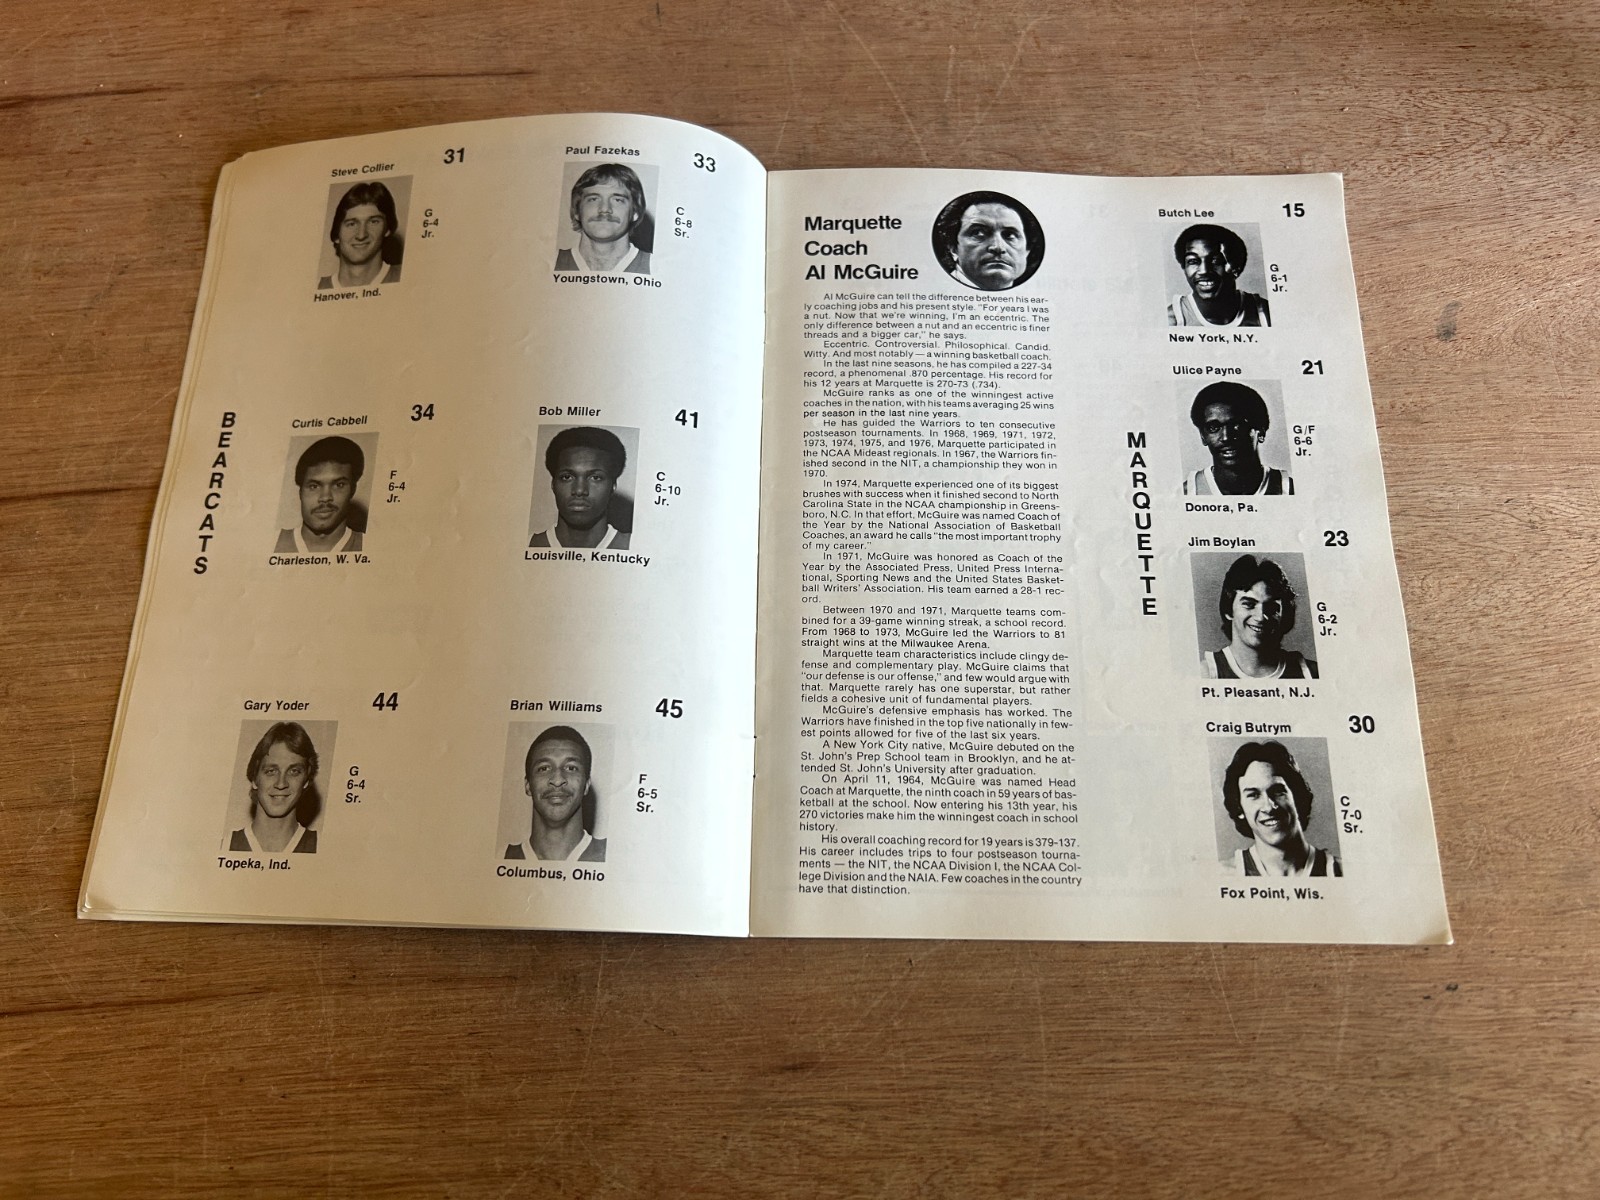 Steve Collier
31
G
6-4
Jr.
Hanover, Ind.
Paul Fazekas
33
C
6-8
Sr.
Youngstown, Ohio
BEARCATS
Curtis Cabbell
34
F
6-4
Jr.
Charleston, W. Va.
Bob Miller
41
C
6-10
Jr.
Louisville, Kentucky
Gary Yoder
44
G
6-4
Sr.
Topeka, Ind.
Brian Williams
45
F
6-5
Sr.
Columbus, Ohio
Marquette
Coach
Al McGuire
Al McGuire can tell the difference between his ear-
ly coaching jobs and his present style. "For years I was
a nut. Now that we're winning, I'm an eccentric. The
only difference between a nut and an eccentric is finer
threads and a bigger car," he says.
Eccentric. Controversial. Philosophical. Candid.
Witty. And most notably — a winning basketball coach.
In the last nine seasons, he has compiled a 227-34
record, a phenomenal .870 percentage. His record for
his 12 years at Marquette is 270-73 (.734).
McGuire ranks as one of the winningest active
coaches in the nation, with his teams averaging 25 wins
per season in the last nine years.
He has guided the Warriors to ten consecutive
postseason tournaments. In 1968, 1969, 1971, 1972,
1973, 1974, 1975, and 1976, Marquette participated in
the NCAA Mideast regionals. In 1967, the Warriors fin-
ished second in the NIT, a championship they won in
1970.
In 1974, Marquette experienced one of its biggest
brushes with success when it finished second to North
Carolina State in the NCAA championship in Greens-
boro, N.C. In that effort, McGuire was named Coach of
the Year by the National Association of Basketball
Coaches, an award he calls "the most important trophy
of my career."
In 1971, McGuire was honored as Coach of the
Year by the Associated Press, United Press Interna-
tional, Sporting News and the United States Basket-
ball Writers' Association. His team earned a 28-1 rec-
ord.
Between 1970 and 1971, Marquette teams com-
bined for a 39-game winning streak, a school record.
From 1968 to 1973, McGuire led the Warriors to 81
straight wins at the Milwaukee Arena.
Marquette team characteristics include clingy de-
fense and complementary play. McGuire claims that
"our defense is our offense," and few would argue with
that. Marquette rarely has one superstar, but rather
fields a cohesive unit of fundamental players.
McGuire's defensive emphasis has worked. The
Warriors have finished in the top five nationally in few-
est points allowed for five of the last six years.
A New York City native, McGuire debuted on the
St. John's Prep School team in Brooklyn, and he at-
tended St. John's University after graduation.
On April 11, 1964, McGuire was named Head
Coach at Marquette, the ninth coach in 59 years of bas-
ketball at the school. Now entering his 13th year, his
270 victories make him the winningest coach in school
history.
His overall coaching record for 19 years is 379-137.
His career includes trips to four postseason tourna-
ments — the NIT, the NCAA Division I, the NCAA Col-
lege Division and the NAIA. Few coaches in the country
have that distinction.
MARQUETTE
Butch Lee
15
G
6-1
Jr.
New York, N.Y.
Ulice Payne
21
G/F
6-6
Jr.
Donora, Pa.
Jim Boylan
23
G
6-2
Jr.
Pt. Pleasant, N.J.
Craig Butrym
30
C
7-0
Sr.
Fox Point, Wis.